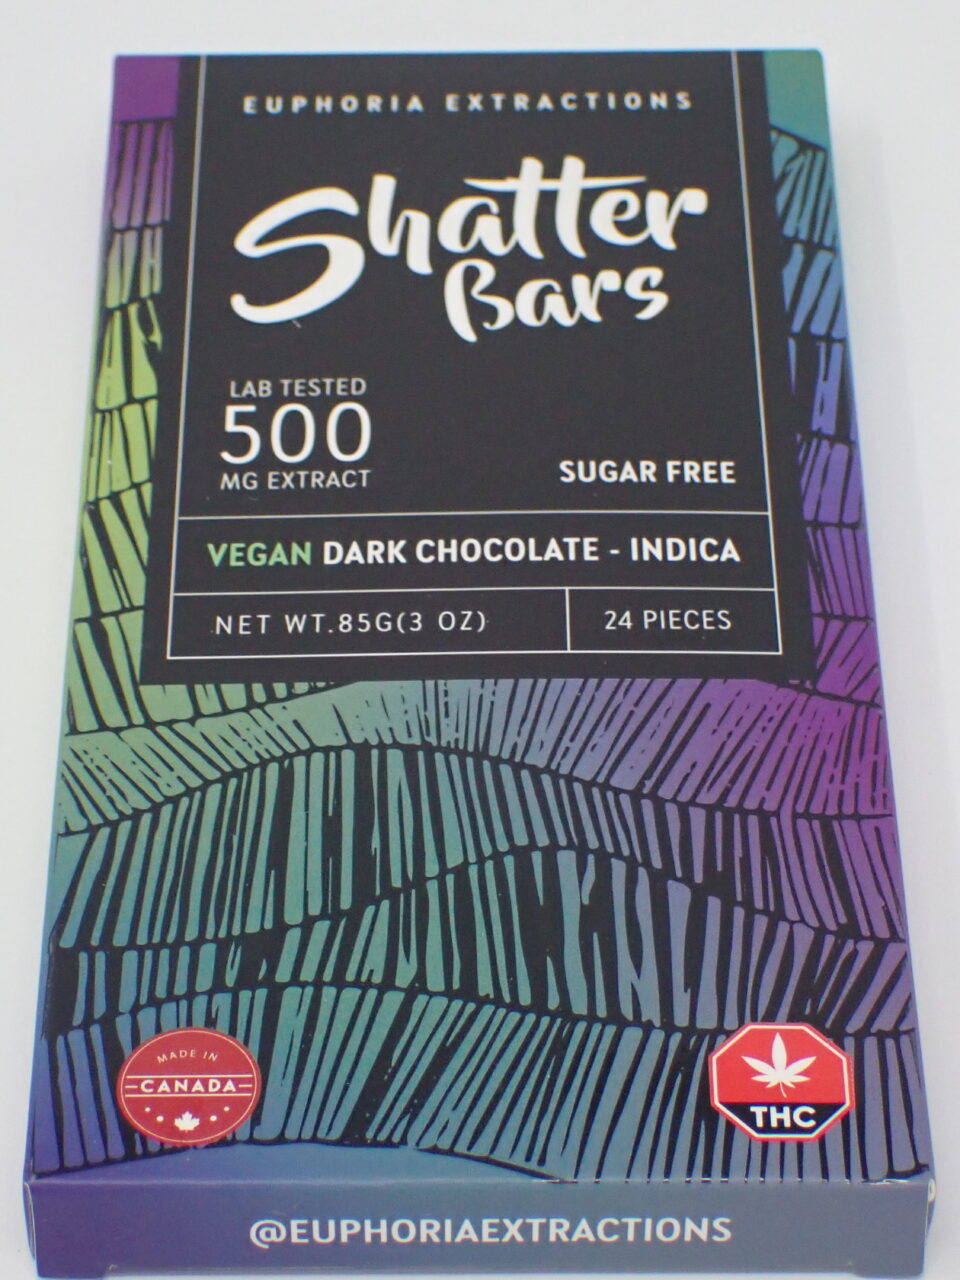 EUPHORIA EXTRACTIONS
Shatter
Bars
LAB TESTED
500
MG EXTRACT
SUGAR FREE
VEGAN DARK CHOCOLATE - INDICA
NET WT.85G(3 OZ)
24 PIECES
MADE IN
CANADA
THC
@EUPHORIAEXTRACTIONS